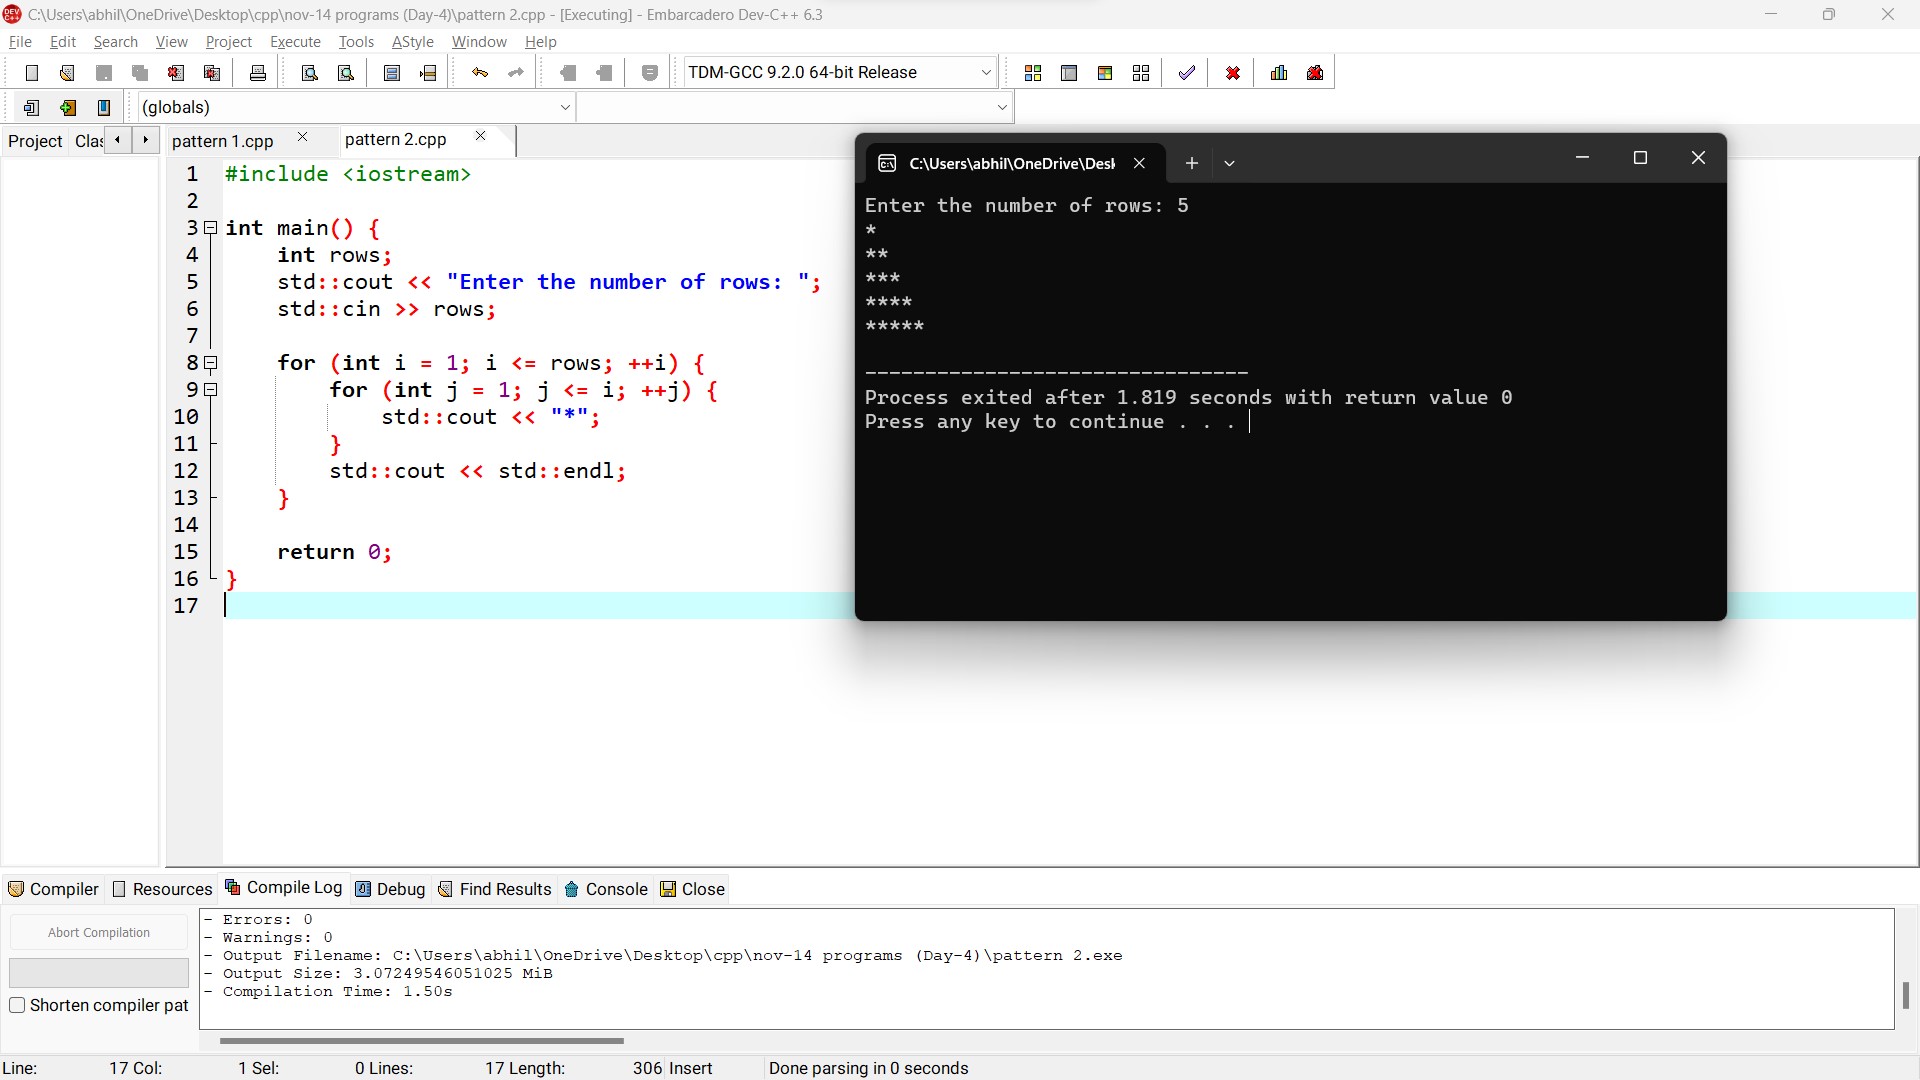 C:\Users\abhil\OneDrive\Desktop\cpp\nov-14 programs (Day-4)\pattern 2.cpp - [Executing] - Embarcadero Dev-C++ 6.3
File Edit Search View Project Execute Tools AStyle Window Help
TDM-GCC 9.2.0 64-bit Release
(globals)
Project Clas pattern 1.cpp pattern 2.cpp
1 #include <iostream>
2
3 int main() {
4     int rows;
5     std::cout << "Enter the number of rows: ";
6     std::cin >> rows;
7
8     for (int i = 1; i <= rows; ++i) {
9         for (int j = 1; j <= i; ++j) {
10             std::cout << "*";
11         }
12         std::cout << std::endl;
13     }
14
15     return 0;
16 }
17
C:\Users\abhil\OneDrive\Desk
Enter the number of rows: 5
*
**
***
****
*****
--------------------------------
Process exited after 1.819 seconds with return value 0
Press any key to continue . . .
Compiler Resources Compile Log Debug Find Results Console Close
Abort Compilation
Shorten compiler pat
- Errors: 0
- Warnings: 0
- Output Filename: C:\Users\abhil\OneDrive\Desktop\cpp\nov-14 programs (Day-4)\pattern 2.exe
- Output Size: 3.07249546051025 MiB
- Compilation Time: 1.50s
Line: 17 Col: 1 Sel: 0 Lines: 17 Length: 306 Insert Done parsing in 0 seconds